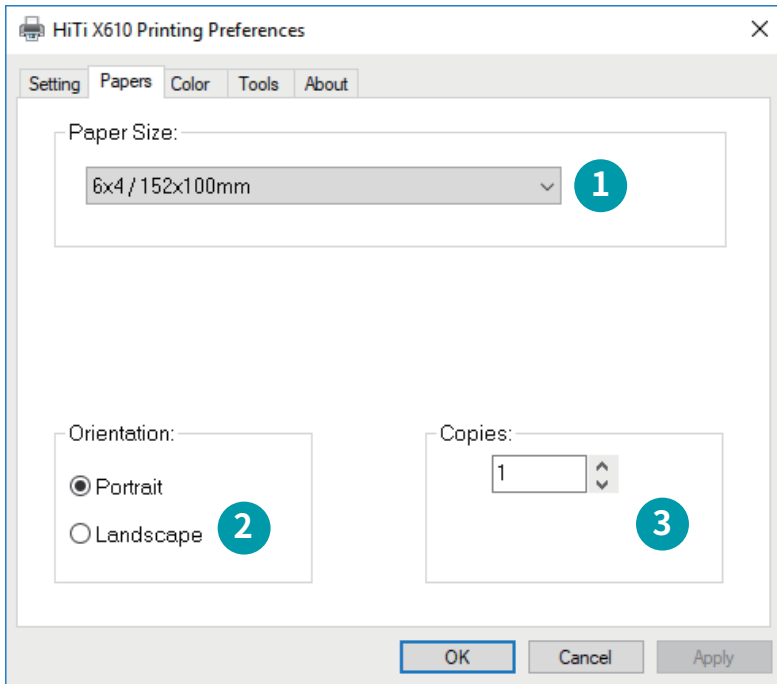 HiTi X610 Printing Preferences
Setting Papers Color Tools About
Paper Size:
6x4 / 152x100mm
1
Orientation:
Portrait
Landscape
2
Copies:
1
3
OK Cancel Apply